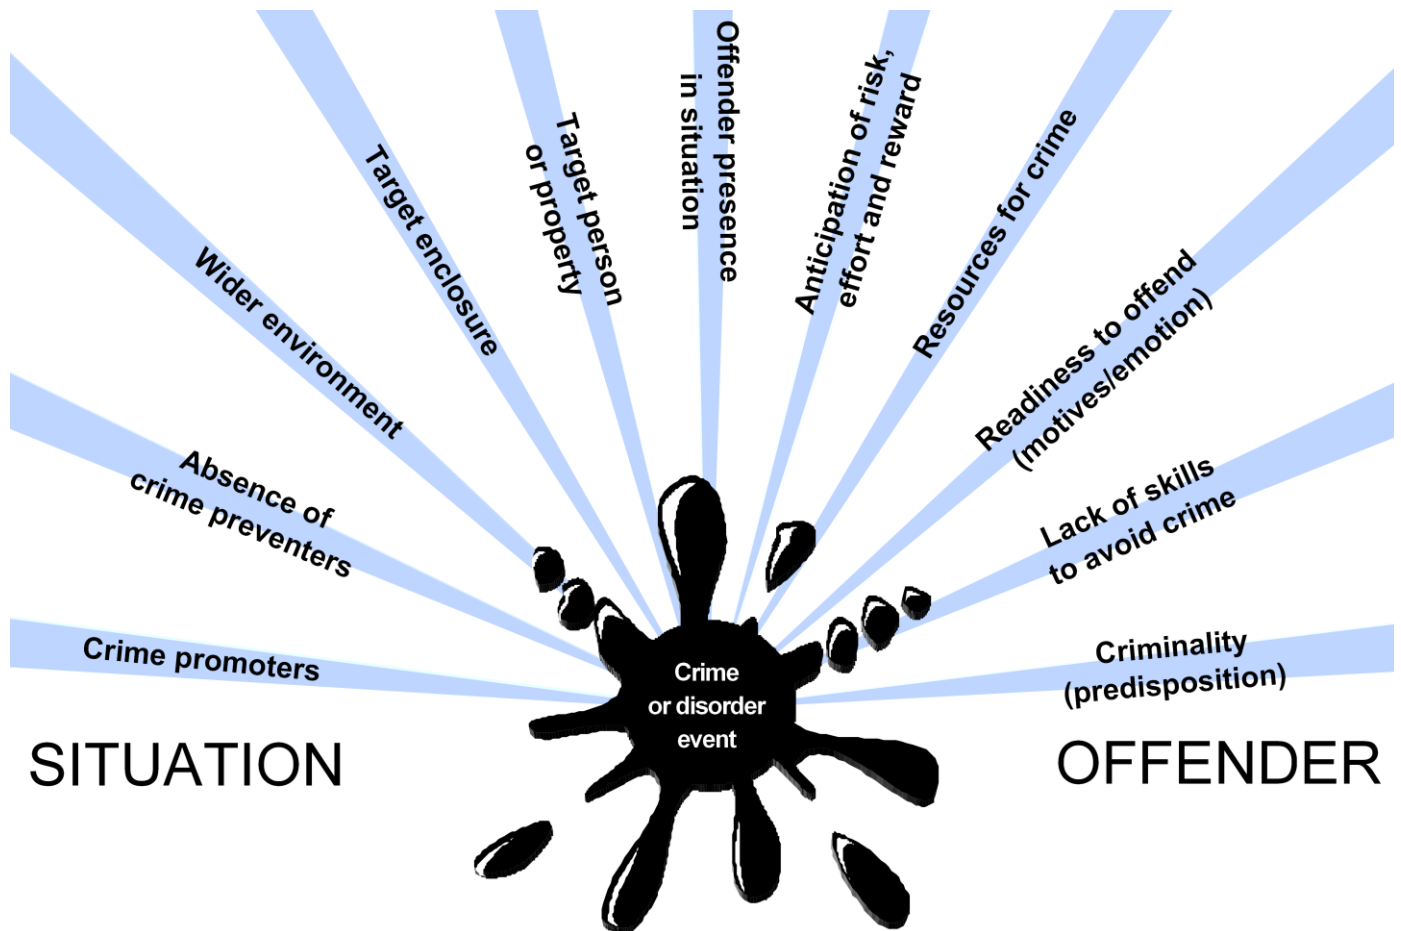 Crime promoters
Absence of
crime preventers
Wider environment
Target enclosure
Target person
or property
Offender presence
in situation
Anticipation of risk,
effort and reward
Resources for crime
Readiness to offend
(motives/emotion)
Lack of skills
to avoid crime
Criminality
(predisposition)
Crime
or disorder
event
SITUATION
OFFENDER